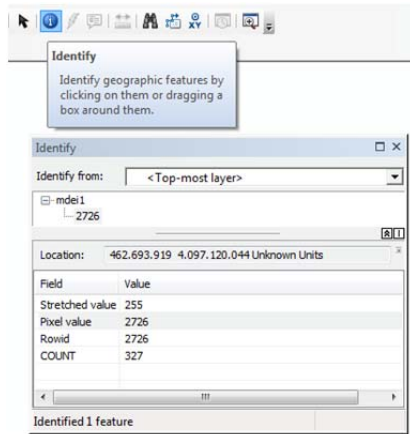 XY
Identify
Identify geographic features by
clicking on them or dragging a
box around them.
Identify
Identify from: <Top-most layer>
mdei1
2726
Location: 462.693.919 4.097.120.044 Unknown Units
Field Value
Stretched value 255
Pixel value 2726
Rowid 2726
COUNT 327
Identified 1 feature